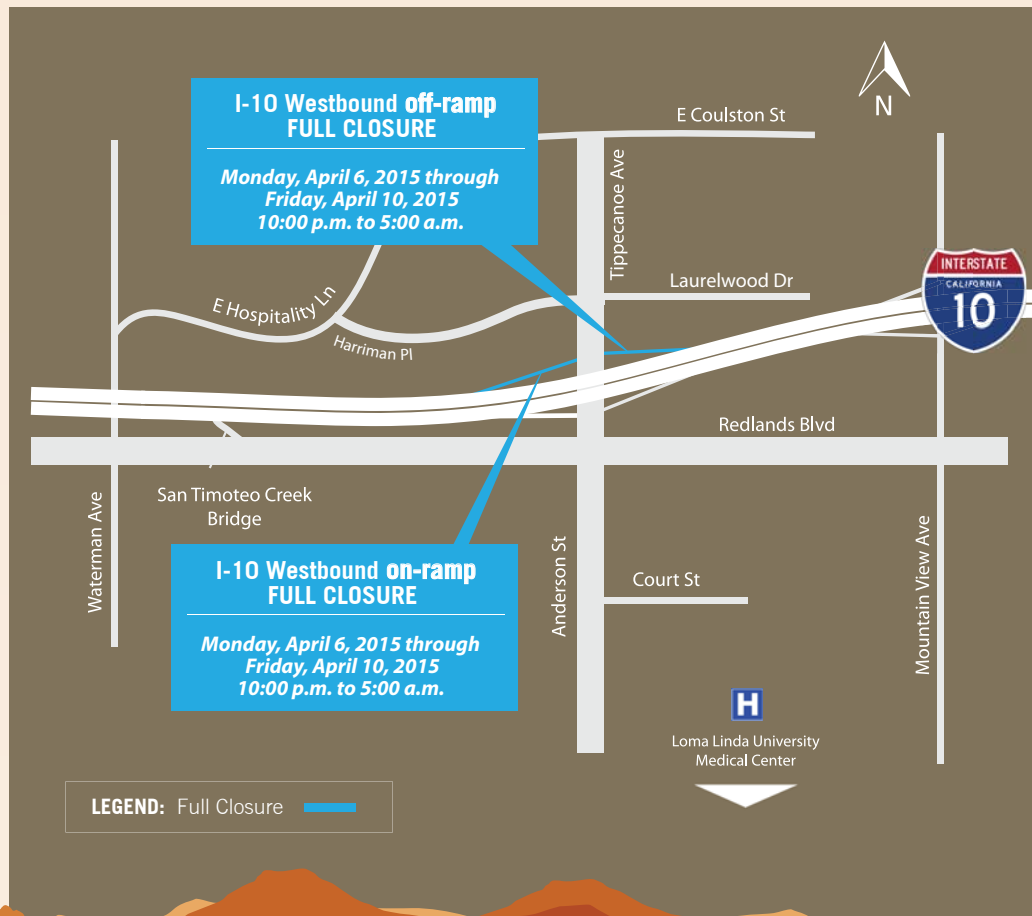 I-10 Westbound off-ramp
FULL CLOSURE
Monday, April 6, 2015 through
Friday, April 10, 2015
10:00 p.m. to 5:00 a.m.
N
E Coulston St
Tippecanoe Ave
Laurelwood Dr
INTERSTATE
CALIFORNIA
10
E Hospitality Ln
Harriman Pl
Redlands Blvd
San Timoteo Creek
Bridge
Waterman Ave
I-10 Westbound on-ramp
FULL CLOSURE
Monday, April 6, 2015 through
Friday, April 10, 2015
10:00 p.m. to 5:00 a.m.
Anderson St
Court St
Mountain View Ave
H
Loma Linda University
Medical Center
LEGEND: Full Closure